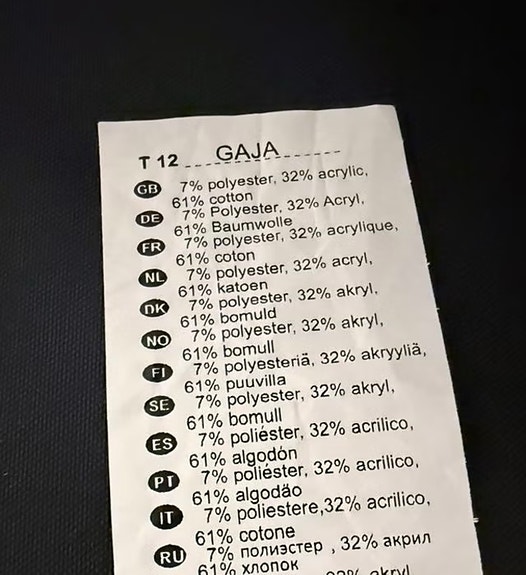 T 12 GAJA
GB 7% polyester, 32% acrylic,
61% cotton
DE 7% Polyester, 32% Acryl,
61% Baumwolle
FR 7% polyester, 32% acrylique,
61% coton
NL 7% polyester, 32% acryl,
61% katoen
DK 7% polyester, 32% akryl,
61% bomuld
NO 7% polyester, 32% akryl,
61% bomull
FI 7% polyesteriä, 32% akryyliä,
61% puuvilla
SE 7% polyester, 32% akryl,
61% bomull
ES 7% poliéster, 32% acrilico,
61% algodón
PT 7% poliéster, 32% acrilico,
61% algodäo
IT 7% poliestere,32% acrilico,
61% cotone
RU 7% полиэстер , 32% акрил
61% хлопок